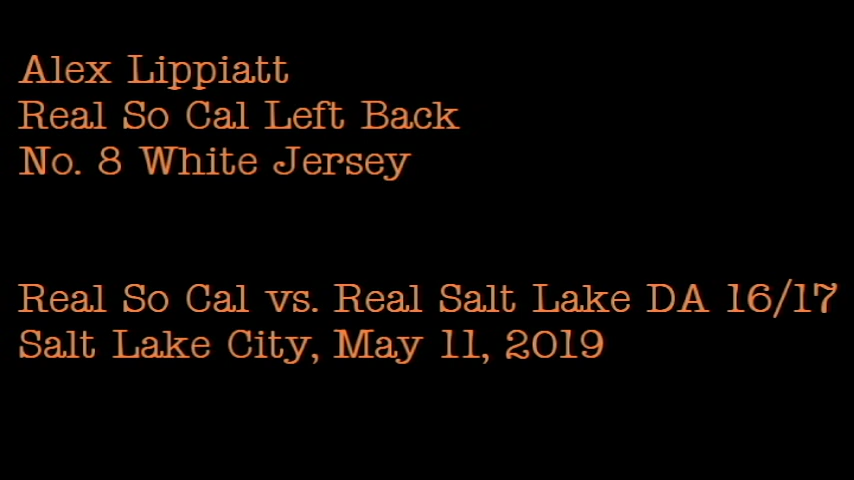 Alex Lippiatt
Real So Cal Left Back
No. 8 White Jersey
Real So Cal vs. Real Salt Lake DA 16/17
Salt Lake City, May 11, 2019